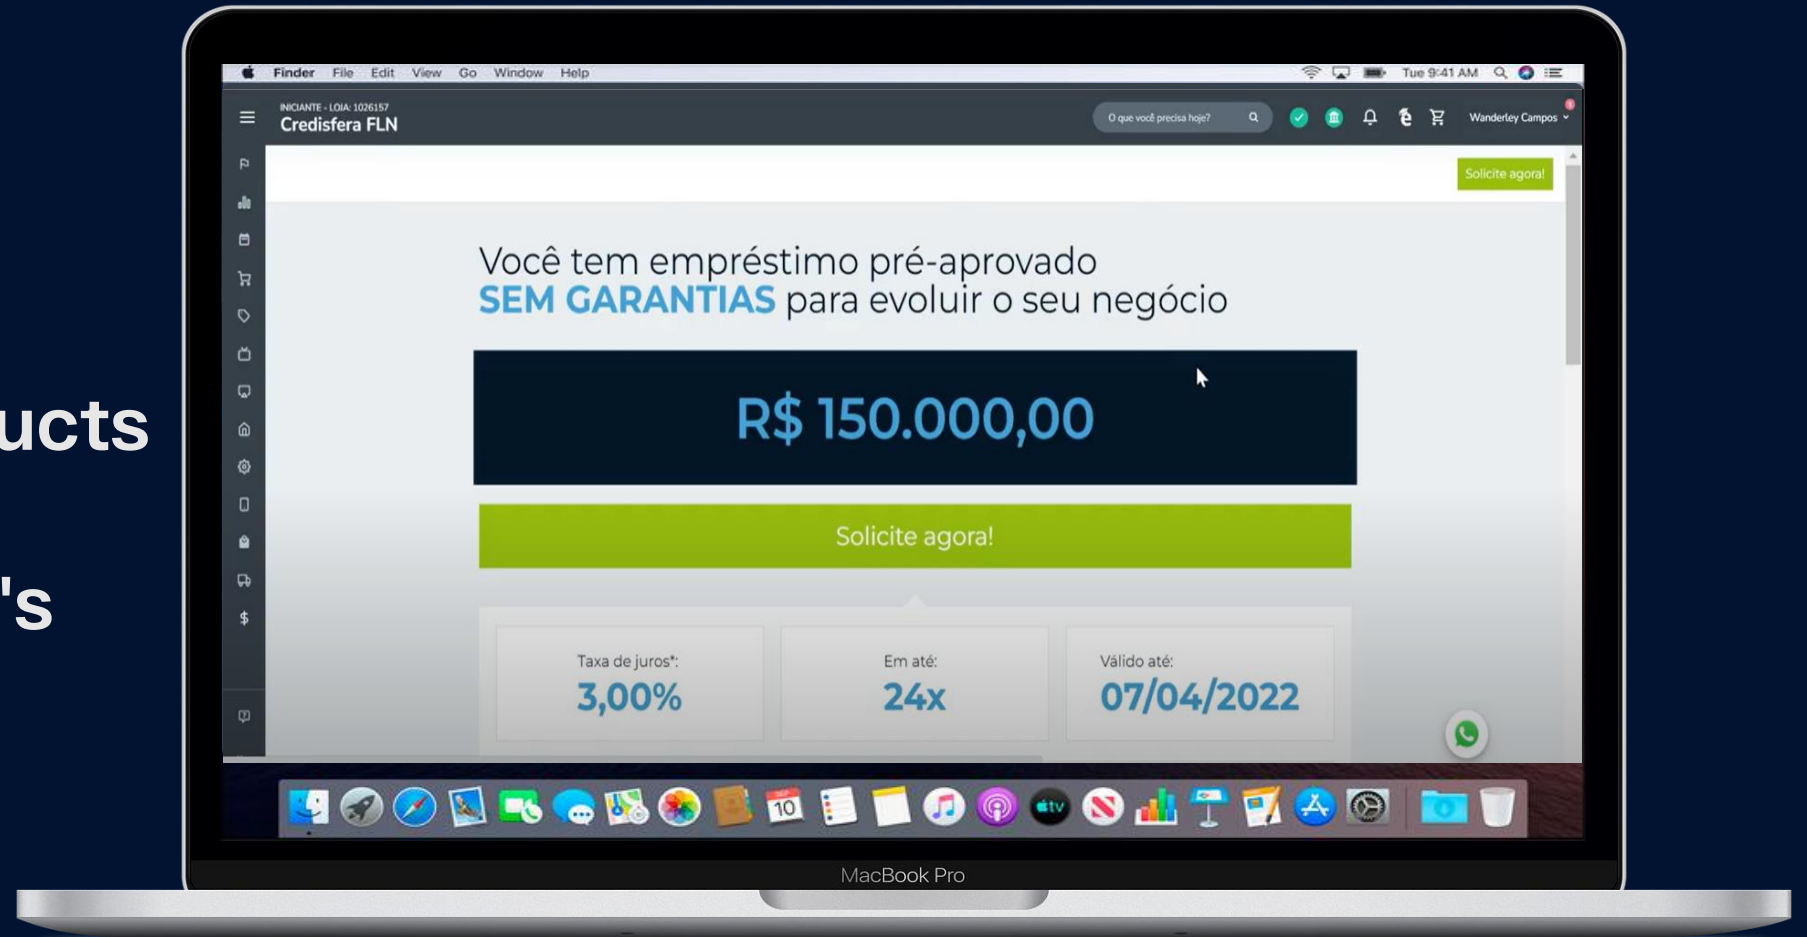 Finder File Edit View Go Window Help
Tue 9:41 AM
INICIANTE - LOJA: 1026157
Credisfera FLN
O que você precisa hoje?
Wanderley Campos
Solicite agora!
Você tem empréstimo pré-aprovado
SEM GARANTIAS para evoluir o seu negócio
R$ 150.000,00
ucts
Solicite agora!
's
Taxa de juros*:
3,00%
Em até:
24x
Válido até:
07/04/2022
10
tv
MacBook Pro